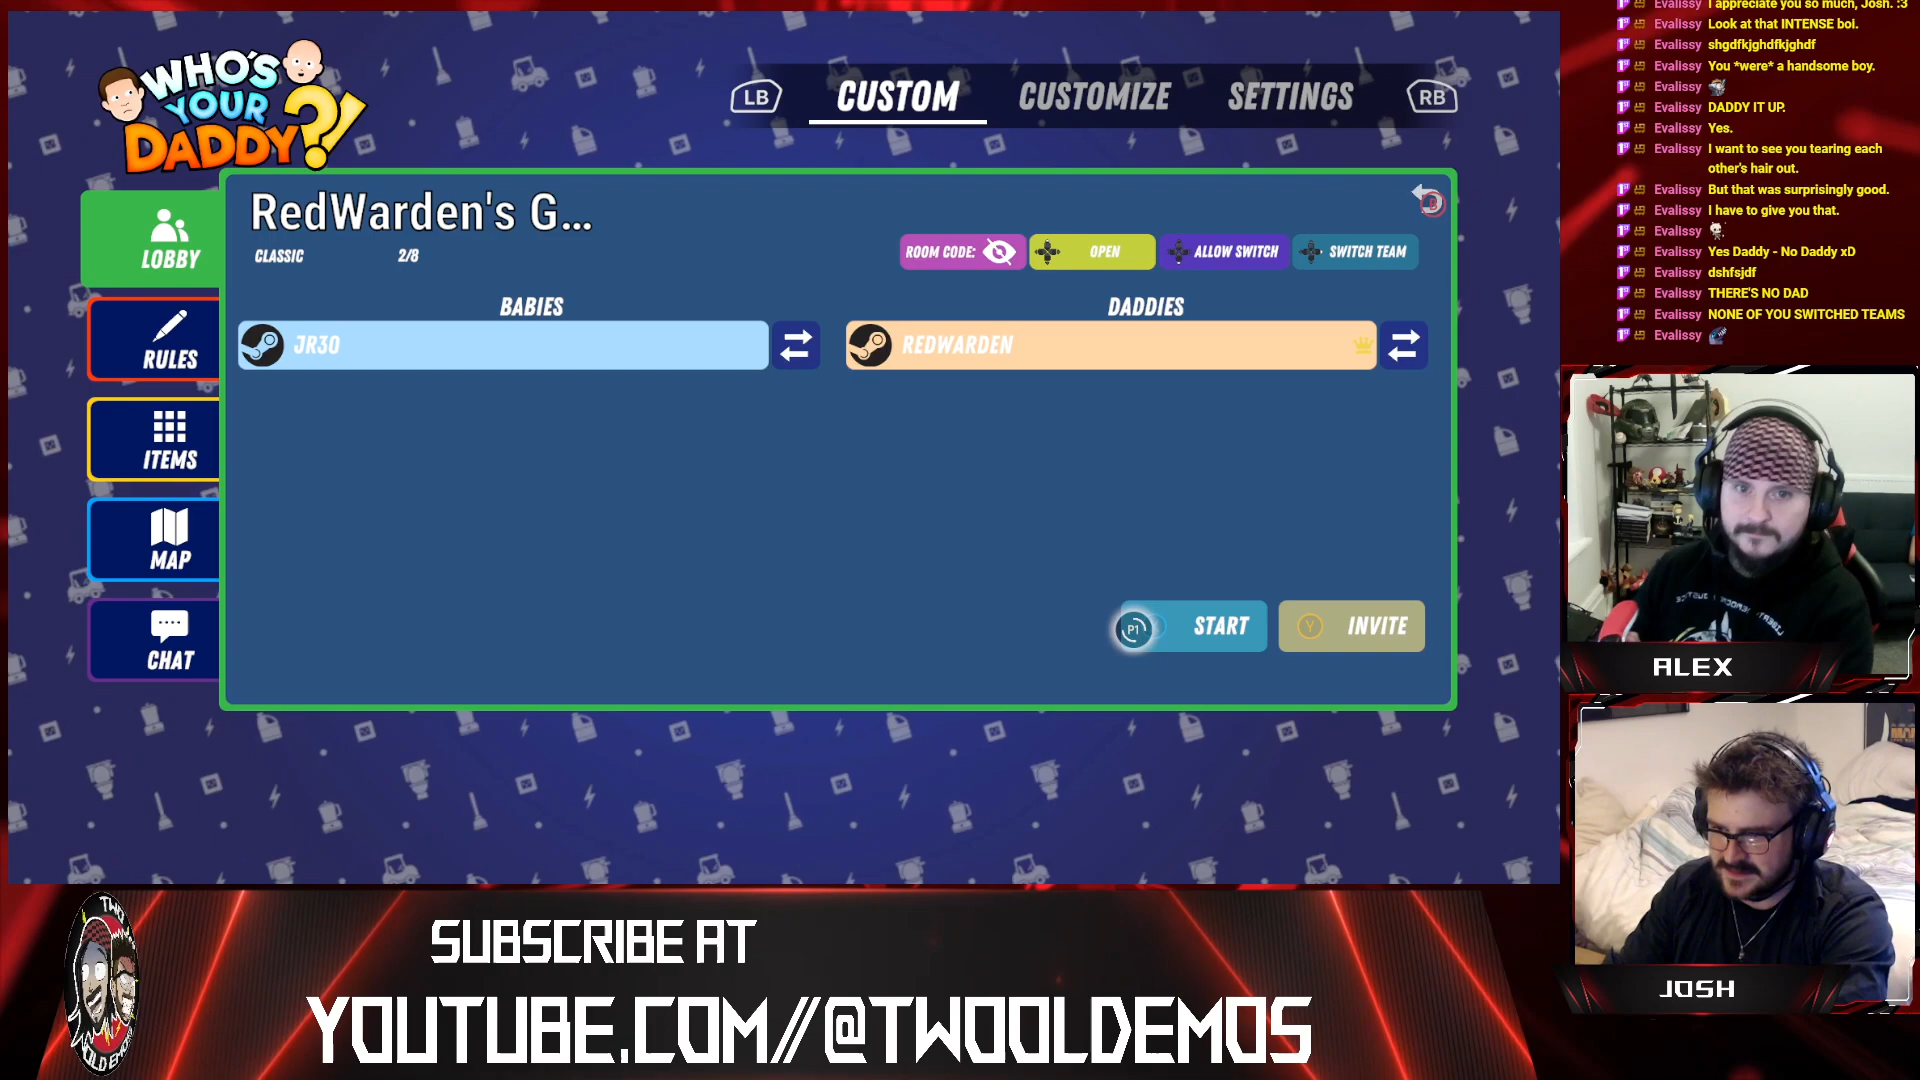 WHO'S
YOUR
DADDY?!
LB
CUSTOM
CUSTOMIZE
SETTINGS
RB
LOBBY
RULES
ITEMS
MAP
CHAT
RedWarden's G...
CLASSIC
2/8
B
ROOM CODE:
OPEN
ALLOW SWITCH
SWITCH TEAM
BABIES
DADDIES
JR30
REDWARDEN
P1
START
Y
INVITE
Evalissy I appreciate you so much, Josh. :3
Evalissy Look at that INTENSE boi.
Evalissy shgdfkjghdfkjghdf
Evalissy You *were* a handsome boy.
Evalissy
Evalissy DADDY IT UP.
Evalissy Yes.
Evalissy I want to see you tearing each
other's hair out.
Evalissy But that was surprisingly good.
Evalissy I have to give you that.
Evalissy
Evalissy Yes Daddy - No Daddy xD
Evalissy dshfsjdf
Evalissy THERE'S NO DAD
Evalissy NONE OF YOU SWITCHED TEAMS
Evalissy
ALEX
JOSH
TWO
SUBSCRIBE AT
YOUTUBE.COM//@TWOOLDEMOS